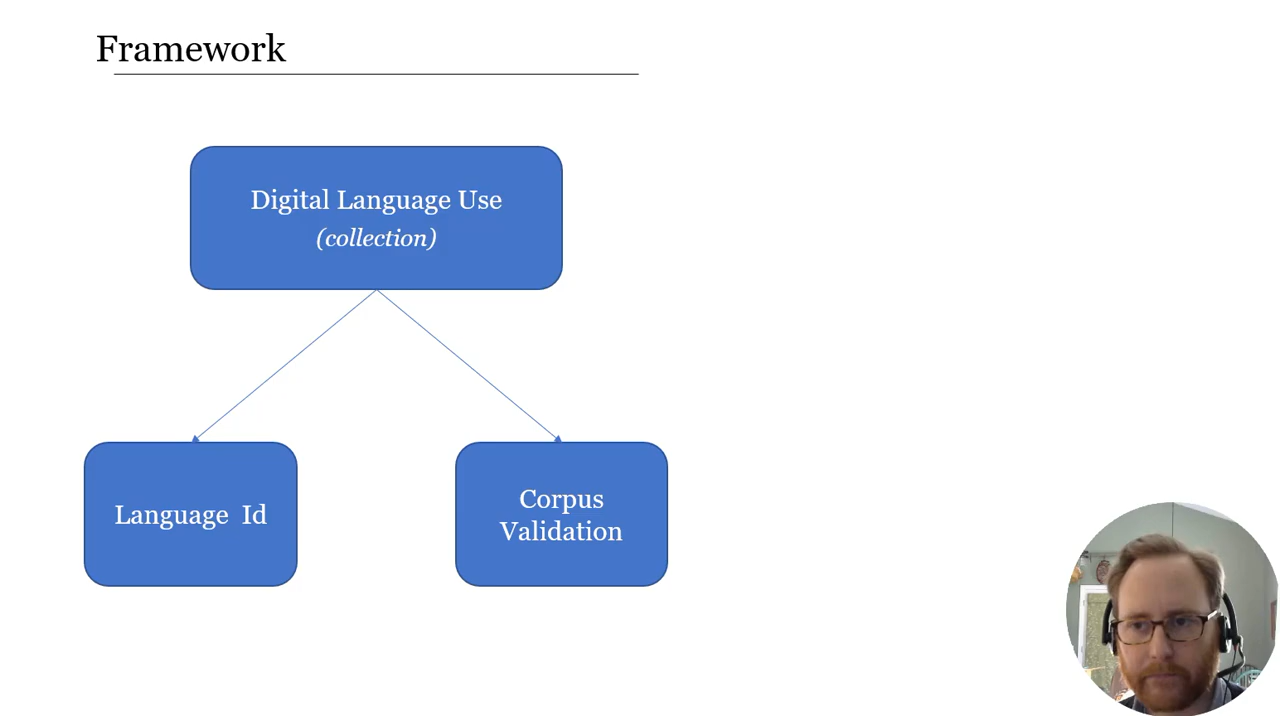 Framework
Digital Language Use
(collection)
Language Id
Corpus
Validation